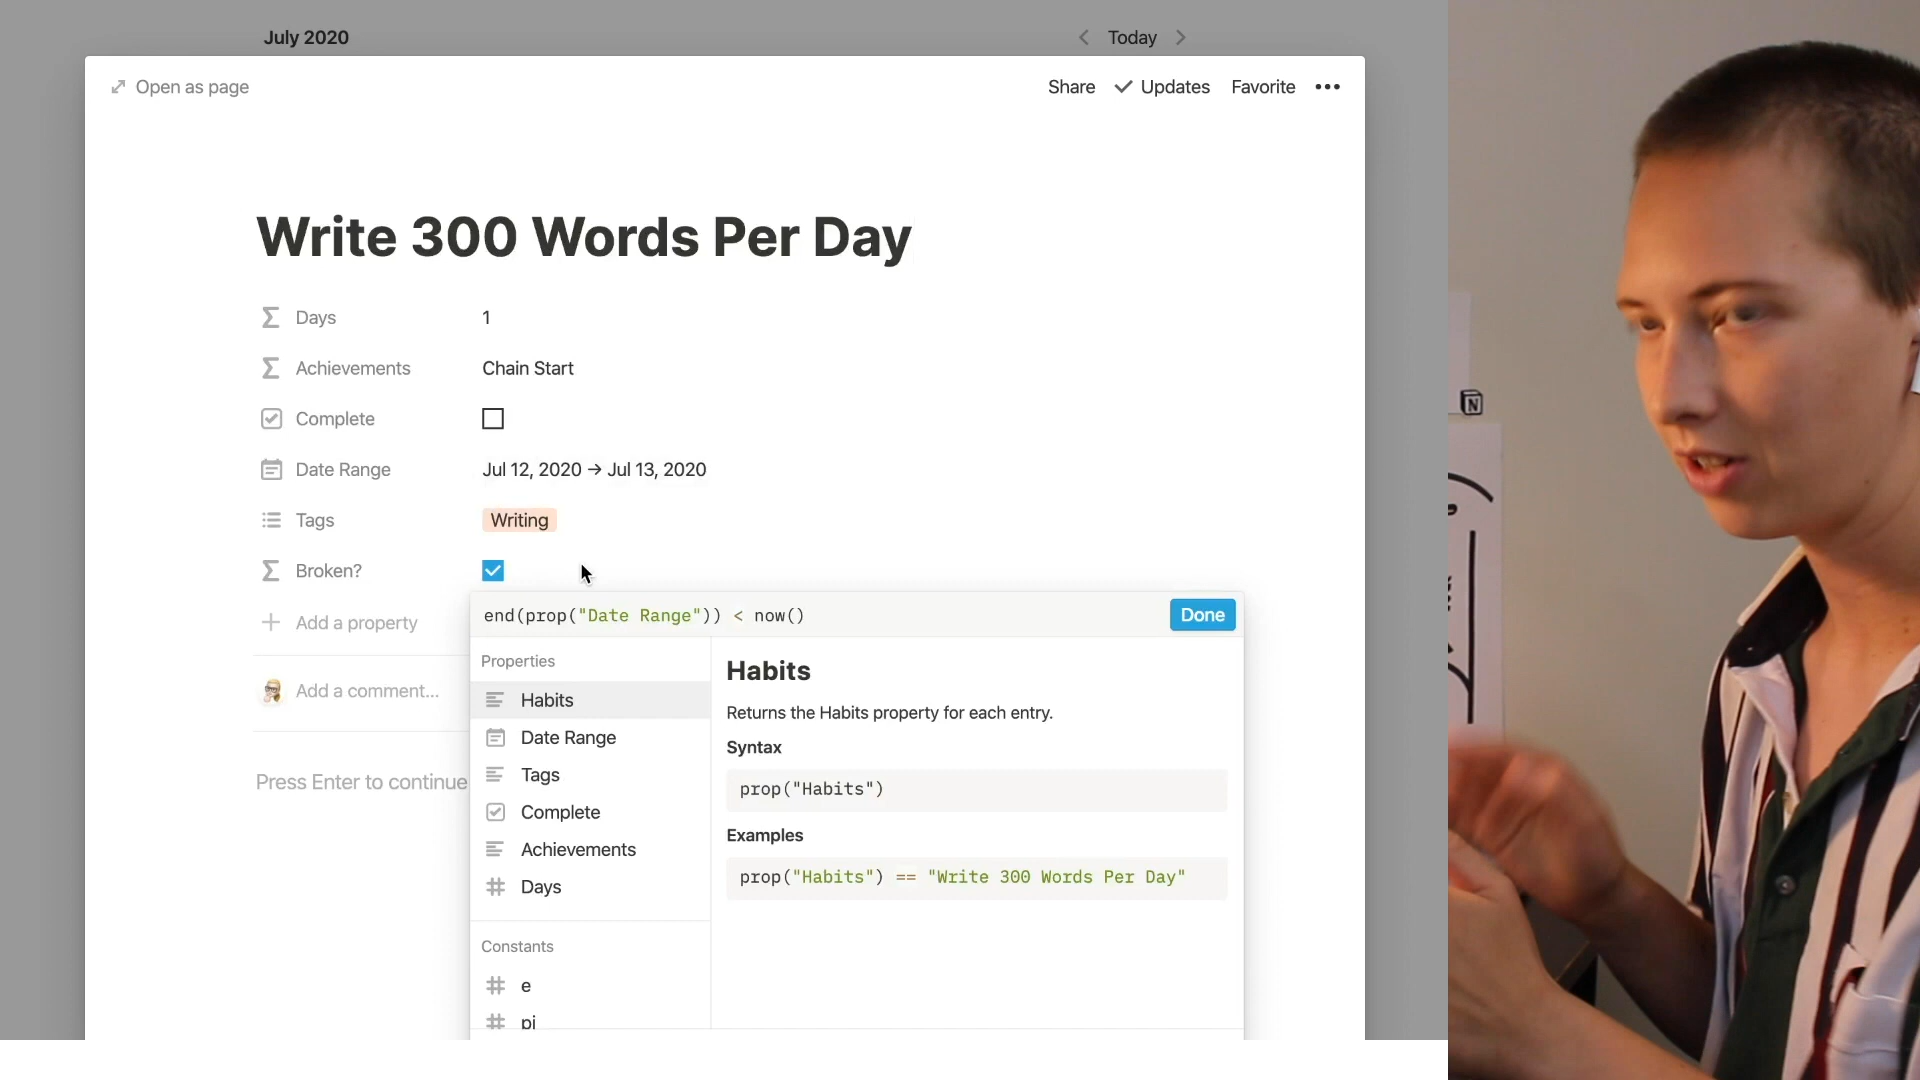 July 2020
Today
Open as page
Share Updates Favorite
Write 300 Words Per Day
Days 1
Achievements Chain Start
Complete
Date Range Jul 12, 2020 → Jul 13, 2020
Tags Writing
Broken?
Add a property
end(prop("Date Range")) < now()
Done
Add a comment...
Press Enter to continue
Properties
Habits
Date Range
Tags
Complete
Achievements
Days
Constants
e
pi
Habits
Returns the Habits property for each entry.
Syntax
prop("Habits")
Examples
prop("Habits") == "Write 300 Words Per Day"
N